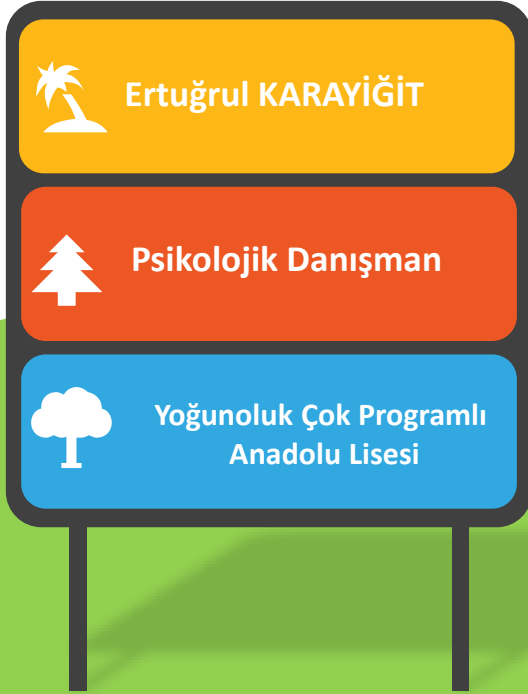 Ertuğrul KARAYİĞİT
Psikolojik Danışman
Yoğunoluk Çok Programlı
Anadolu Lisesi